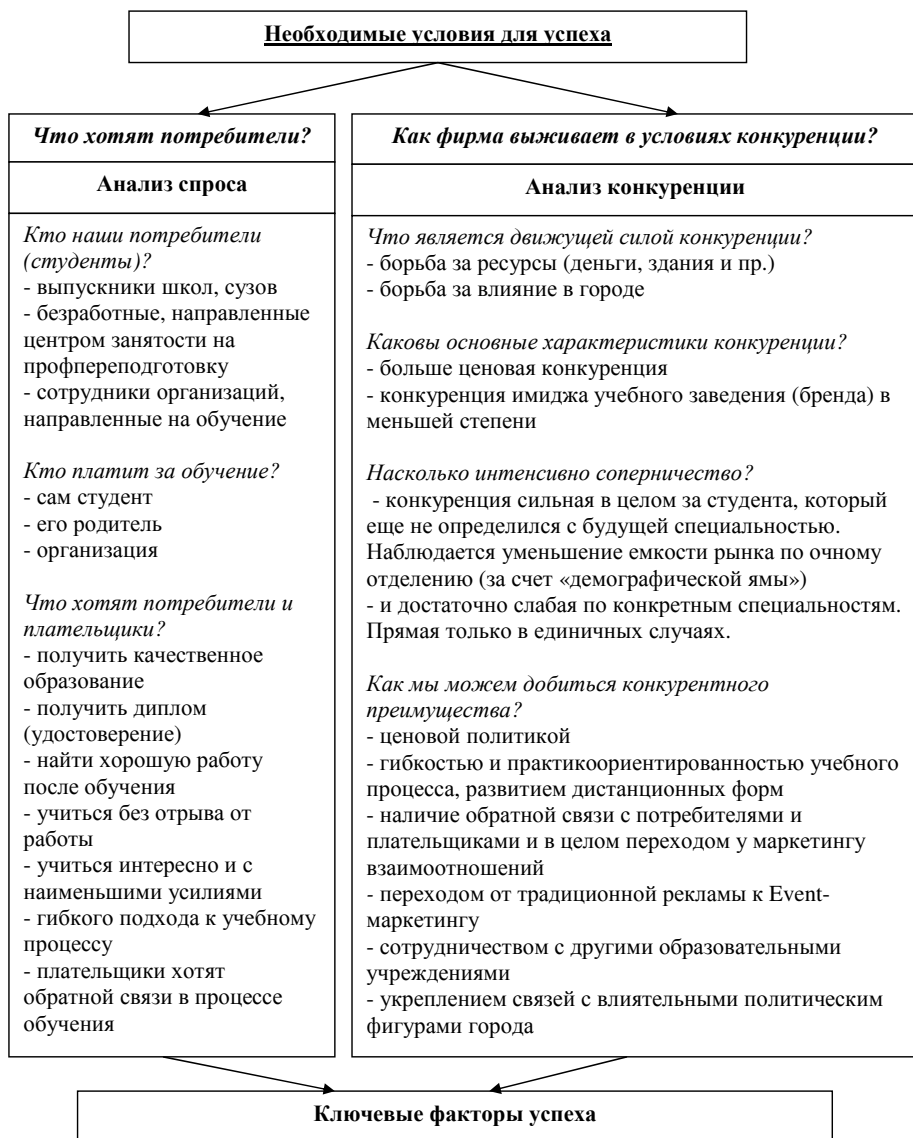 Необходимые условия для успеха
Что хотят потребители?
Анализ спроса
Кто наши потребители
(студенты)?
- выпускники школ, сузов
- безработные, направленные
центром занятости на
профпереподготовку
- сотрудники организаций,
направленные на обучение
Кто платит за обучение?
- сам студент
- его родитель
- организация
Что хотят потребители и
плательщики?
- получить качественное
образование
- получить диплом
(удостоверение)
- найти хорошую работу
после обучения
- учиться без отрыва от
работы
- учиться интересно и с
наименьшими усилиями
- гибкого подхода к учебному
процессу
- плательщики хотят
обратной связи в процессе
обучения
Как фирма выживает в условиях конкуренции?
Анализ конкуренции
Что является движущей силой конкуренции?
- борьба за ресурсы (деньги, здания и пр.)
- борьба за влияние в городе
Каковы основные характеристики конкуренции?
- больше ценовая конкуренция
- конкуренция имиджа учебного заведения (бренда) в
меньшей степени
Насколько интенсивно соперничество?
- конкуренция сильная в целом за студента, который
еще не определился с будущей специальностью.
Наблюдается уменьшение емкости рынка по очному
отделению (за счет «демографической ямы»)
- и достаточно слабая по конкретным специальностям.
Прямая только в единичных случаях.
Как мы можем добиться конкурентного
преимущества?
- ценовой политикой
- гибкостью и практикоориентированностью учебного
процесса, развитием дистанционных форм
- наличие обратной связи с потребителями и
плательщиками и в целом переходом у маркетингу
взаимоотношений
- переходом от традиционной рекламы к Event-
маркетингу
- сотрудничеством с другими образовательными
учреждениями
- укреплением связей с влиятельными политическим
фигурами города
Ключевые факторы успеха